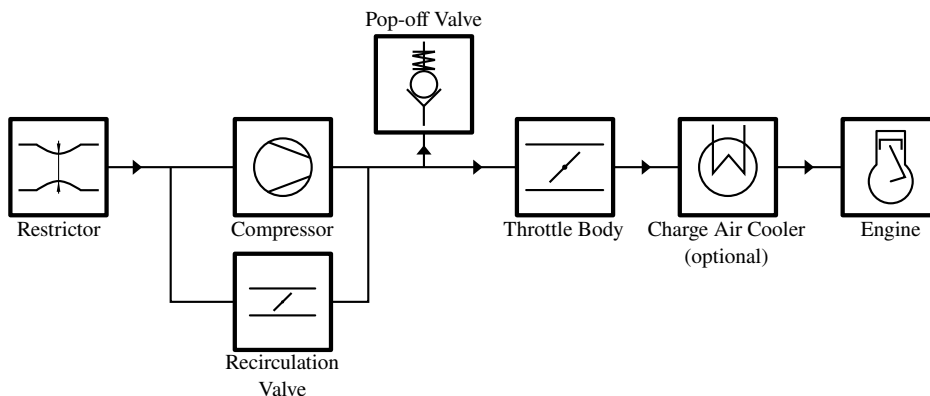 Pop-off Valve
Restrictor
Compressor
Throttle Body
Charge Air Cooler
(optional)
Engine
Recirculation
Valve